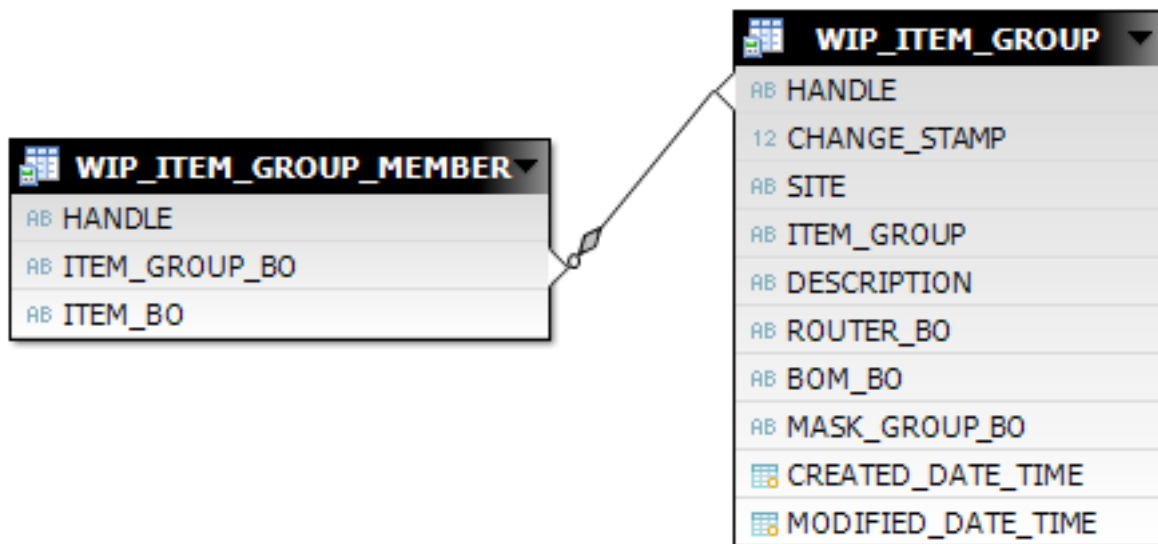 WIP_ITEM_GROUP_MEMBER
AB HANDLE
AB ITEM_GROUP_BO
AB ITEM_BO
WIP_ITEM_GROUP
AB HANDLE
12 CHANGE_STAMP
AB SITE
AB ITEM_GROUP
AB DESCRIPTION
AB ROUTER_BO
AB BOM_BO
AB MASK_GROUP_BO
CREATED_DATE_TIME
MODIFIED_DATE_TIME